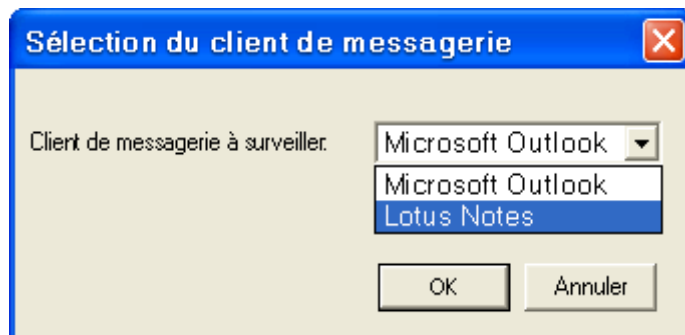 Sélection du client de messagerie
Client de messagerie à surveiller:
Microsoft Outlook
Microsoft Outlook
Lotus Notes
OK
Annuler